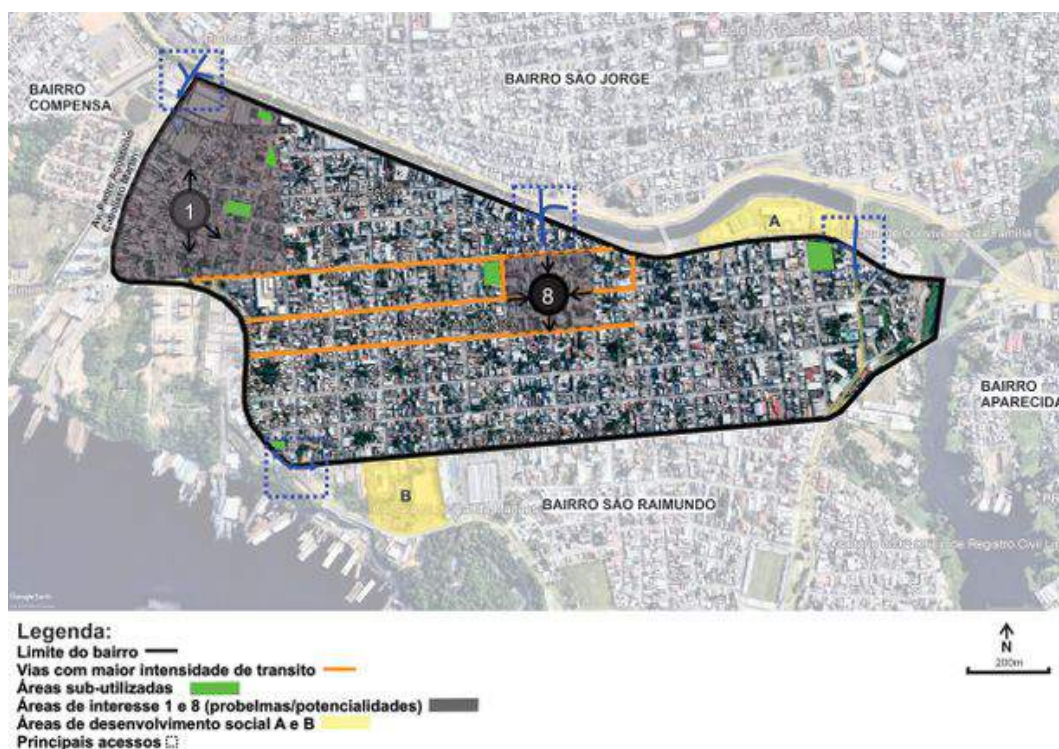 BAIRRO
COMPENSA
BAIRRO SÃO JORGE
1
A
8
BAIRRO
APARECIDA
B
BAIRRO SÃO RAIMUNDO
Google Earth
Legenda:
Limite do bairro
Vias com maior intensidade de transito
Áreas sub-utilizadas
Áreas de interesse 1 e 8 (probelmas/potencialidades)
Áreas de desenvolvimento social A e B
Principais acessos
N
200m